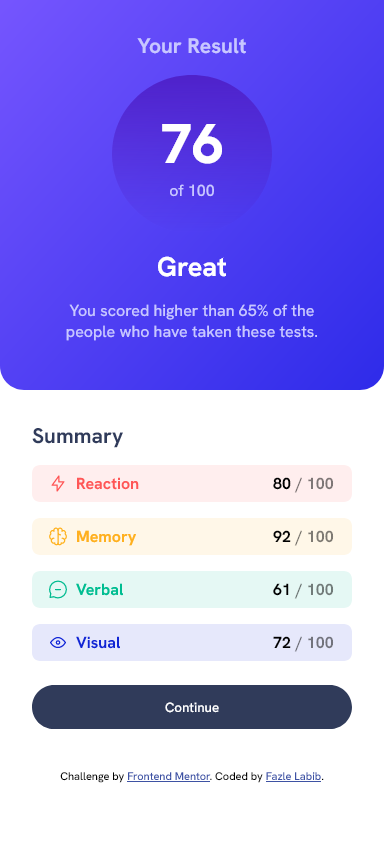 Your Result
76
of 100
Great
You scored higher than 65% of the
people who have taken these tests.
Summary
Reaction 80 / 100
Memory 92 / 100
Verbal 61 / 100
Visual 72 / 100
Continue
Challenge by Frontend Mentor. Coded by Fazle Labib.